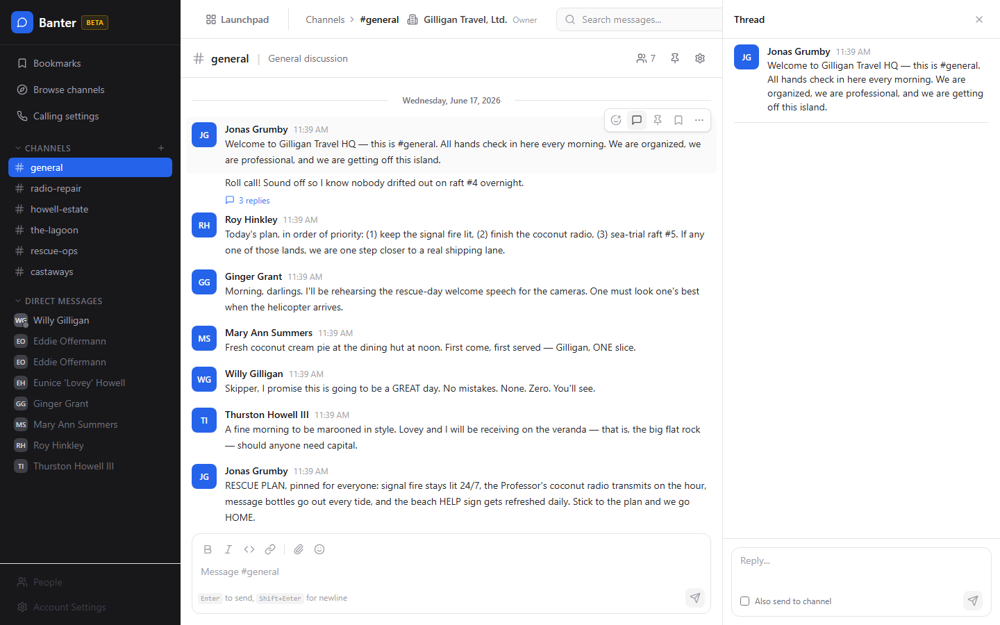 Banter BETA
Bookmarks
Browse channels
Calling settings
CHANNELS
general
radio-repair
howell-estate
the-lagoon
rescue-ops
castaways
DIRECT MESSAGES
WG Willy Gilligan
EO Eddie Offermann
EO Eddie Offermann
EH Eunice 'Lovey' Howell
GG Ginger Grant
MS Mary Ann Summers
RH Roy Hinkley
TI Thurston Howell III
People
Account Settings
Launchpad
Channels > #general Gilligan Travel, Ltd. Owner
Search messages...
# general | General discussion
7
Wednesday, June 17, 2026
JG Jonas Grumby 11:39 AM
Welcome to Gilligan Travel HQ — this is #general. All hands check in here every morning. We are organized, we
are professional, and we are getting off this island.
Roll call! Sound off so I know nobody drifted out on raft #4 overnight.
3 replies
RH Roy Hinkley 11:39 AM
Today's plan, in order of priority: (1) keep the signal fire lit, (2) finish the coconut radio, (3) sea-trial raft #5. If any
one of those lands, we are one step closer to a real shipping lane.
GG Ginger Grant 11:39 AM
Morning, darlings. I'll be rehearsing the rescue-day welcome speech for the cameras. One must look one's best
when the helicopter arrives.
MS Mary Ann Summers 11:39 AM
Fresh coconut cream pie at the dining hut at noon. First come, first served — Gilligan, ONE slice.
WG Willy Gilligan 11:39 AM
Skipper, I promise this is going to be a GREAT day. No mistakes. None. Zero. You'll see.
TI Thurston Howell III 11:39 AM
A fine morning to be marooned in style. Lovey and I will be receiving on the veranda — that is, the big flat rock
— should anyone need capital.
JG Jonas Grumby 11:39 AM
RESCUE PLAN, pinned for everyone: signal fire stays lit 24/7, the Professor's coconut radio transmits on the hour,
message bottles go out every tide, and the beach HELP sign gets refreshed daily. Stick to the plan and we go
HOME.
Message #general
Enter to send, Shift+Enter for newline
Thread
JG Jonas Grumby 11:39 AM
Welcome to Gilligan Travel HQ — this is #general.
All hands check in here every morning. We are
organized, we are professional, and we are getting
off this island.
Reply...
Also send to channel